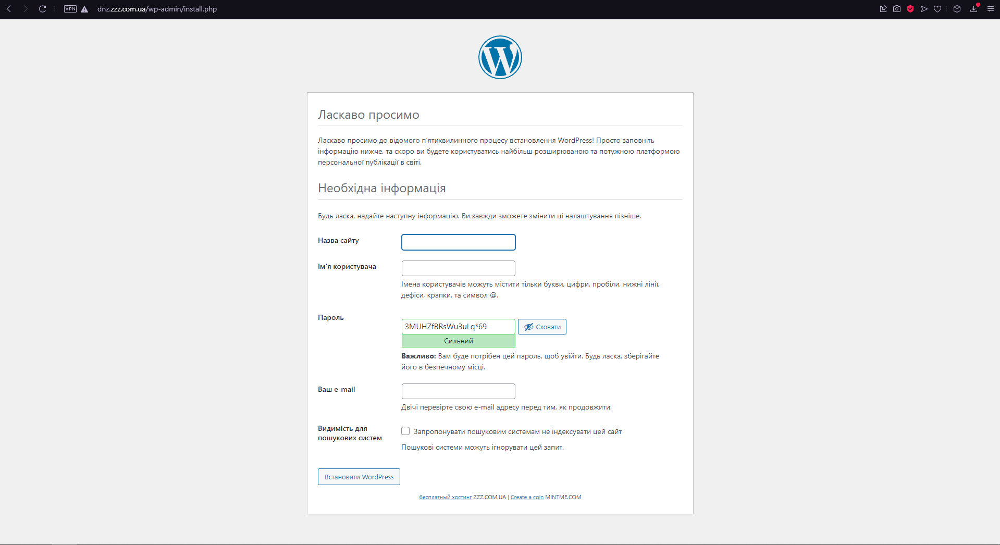 VPN
dnz.zzz.com.ua/wp-admin/install.php
Ласкаво просимо
Ласкаво просимо до відомого п’ятихвилинного процесу встановлення WordPress! Просто заповніть
інформацію нижче, та скоро ви будете користуватись найбільш розширюваною та потужною платформою
персональної публікації в світі.
Необхідна інформація
Будь ласка, надайте наступну інформацію. Ви завжди зможете змінити ці налаштування пізніше.
Назва сайту
Ім'я користувача
Імена користувачів можуть містити тільки букви, цифри, пробіли, нижні лінії,
дефіси, крапки, та символ @.
Пароль
3MUHZfBRsWu3uLq*69
Сховати
Сильний
Важливо: Вам буде потрібен цей пароль, щоб увійти. Будь ласка, зберігайте
його в безпечному місці.
Ваш e-mail
Двічі перевірте свою e-mail адресу перед тим, як продовжити.
Видимість для
пошукових систем
Запропонувати пошуковим системам не індексувати цей сайт
Пошукові системи можуть ігнорувати цей запит.
Встановити WordPress
бесплатный хостинг ZZZ.COM.UA | Create a coin MINTME.COM